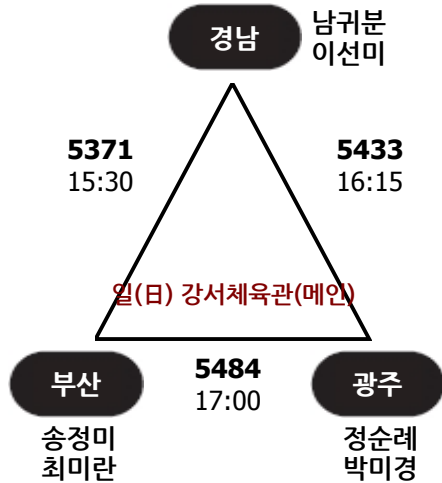 경남
남귀분
이선미
5371
15:30
5433
16:15
일(日) 강서체육관(메인)
부산
송정미
최미란
5484
17:00
광주
정순례
박미경